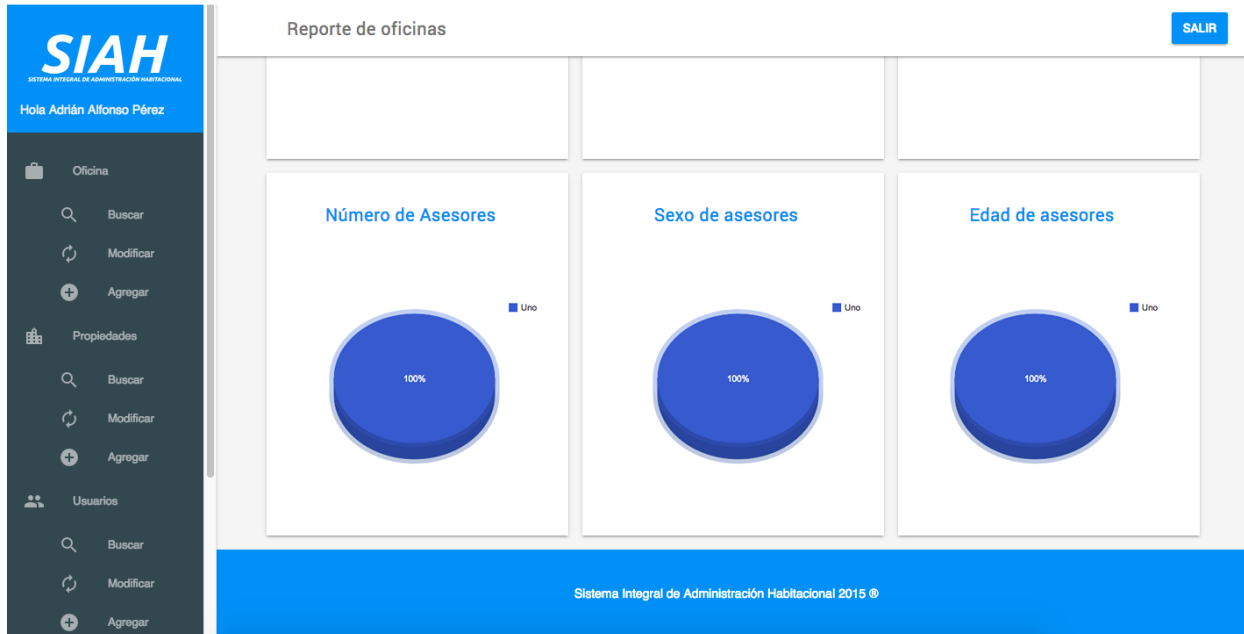 SIAH
SISTEMA INTEGRAL DE ADMINISTRACIÓN HABITACIONAL
Hola Adrián Alfonso Pérez
Oficina
Buscar
Modificar
Agregar
Propiedades
Buscar
Modificar
Agregar
Usuarios
Buscar
Modificar
Agregar
Reporte de oficinas
SALIR
Número de Asesores
Uno
100%
Sexo de asesores
Uno
100%
Edad de asesores
Uno
100%
Sistema Integral de Administración Habitacional 2015 ®